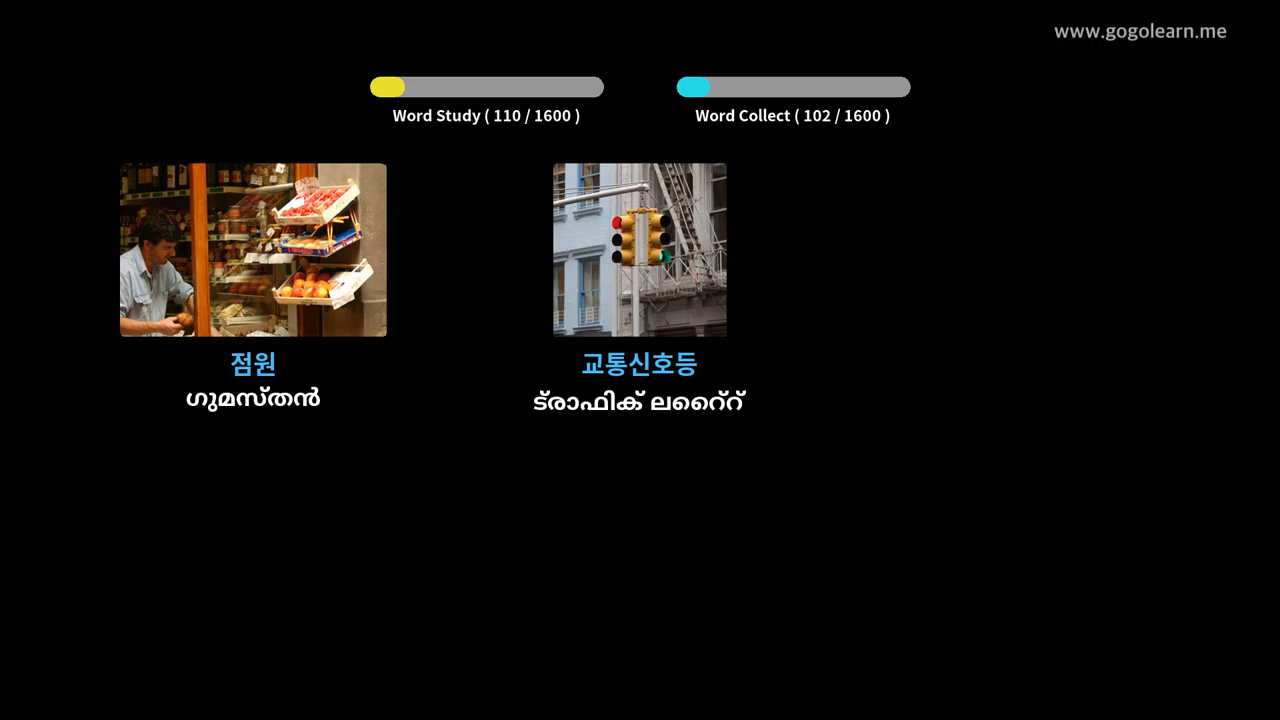 www.gogolearn.me
Word Study ( 110 / 1600 )
Word Collect ( 102 / 1600 )
점원
교통신호등
ഗുമസ്തൻ
ട്രാഫിക് ലൈറ്റ്